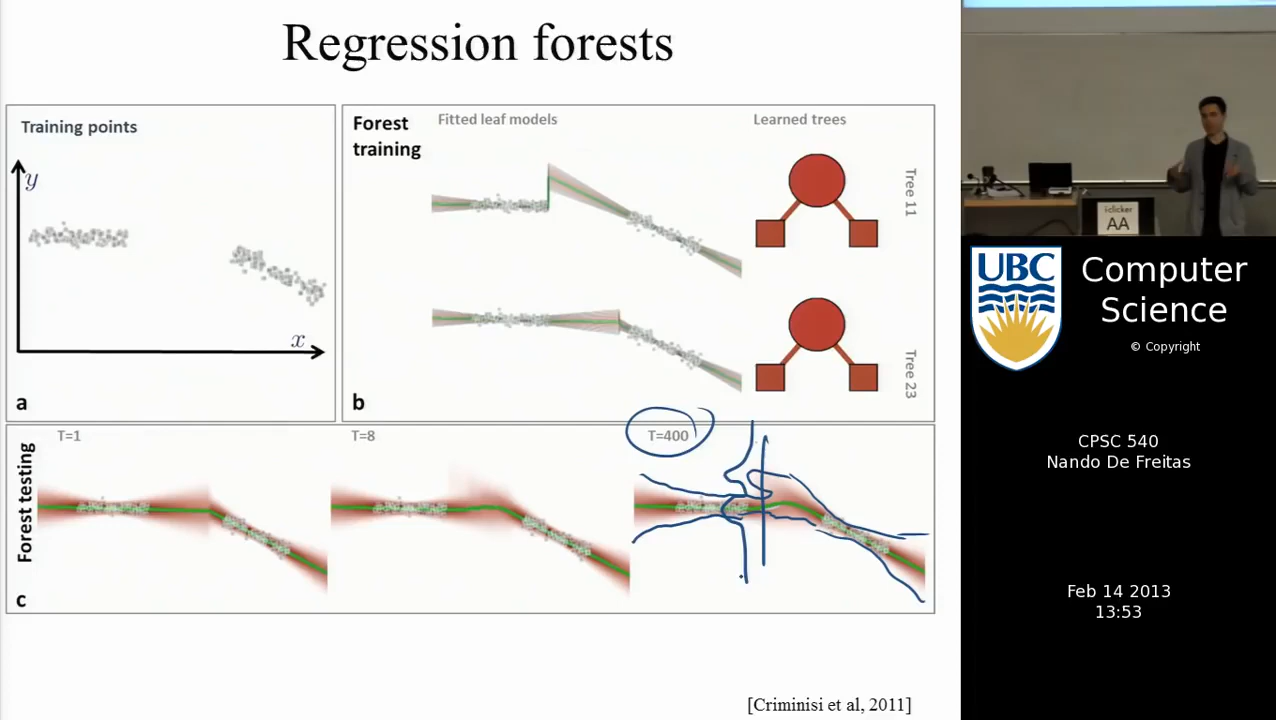 Regression forests
Training points
y
x
a
Forest
training
Fitted leaf models
Learned trees
Tree 11
Tree 23
b
Forest testing
T=1
T=8
T=400
c
[Criminisi et al, 2011]
i-clicker
AA
UBC
Computer
Science
© Copyright
CPSC 540
Nando De Freitas
Feb 14 2013
13:53